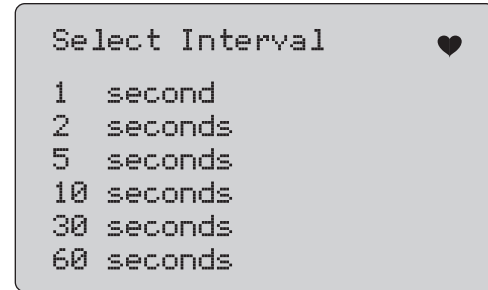 Select Interval
1 second
2 seconds
5 seconds
10 seconds
30 seconds
60 seconds